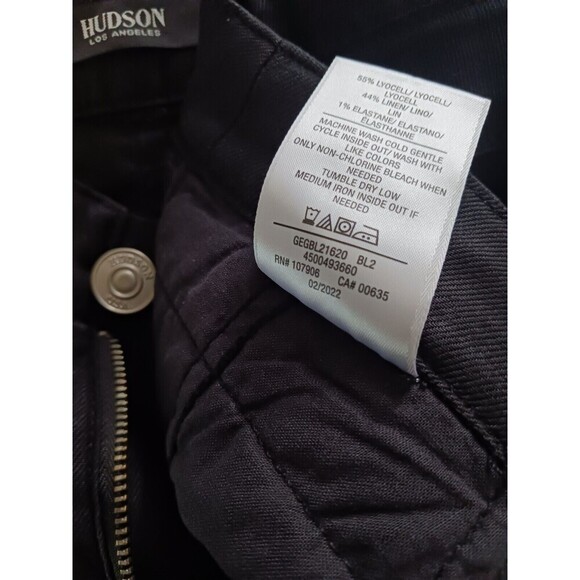 HUDSON
LOS ANGELES
55% LYOCELL/ LYOCELL/
LYOCELL
44% LINEN/ LINO/
LIN
1% ELASTANE/ ELASTANO/
ÉLASTHANNE
MACHINE WASH COLD GENTLE
CYCLE INSIDE OUT/ WASH WITH
LIKE COLORS
ONLY NON-CHLORINE BLEACH WHEN
NEEDED
TUMBLE DRY LOW
MEDIUM IRON INSIDE OUT IF
NEEDED
GEGBL21620 BL2
4500493660
RN# 107906 CA# 00635
02/2022
HUDSON